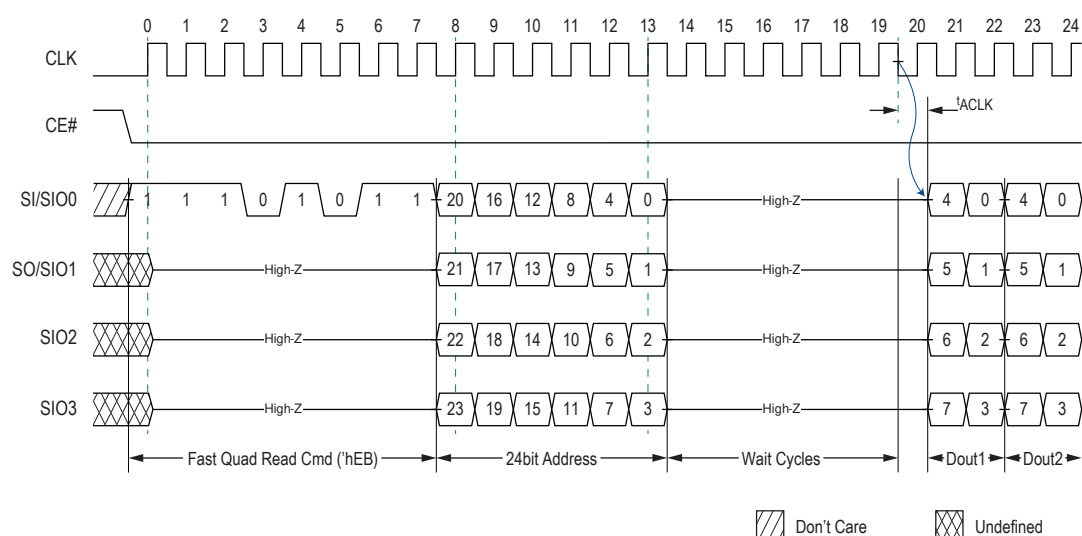 0 1 2 3 4 5 6 7 8 9 10 11 12 13 14 15 16 17 18 19 20 21 22 23 24
CLK
tACLK
CE#
SI/SIO0 1 1 1 0 1 0 1 1 20 16 12 8 4 0 High-Z 4 0 4 0
SO/SIO1 High-Z 21 17 13 9 5 1 High-Z 5 1 5 1
SIO2 High-Z 22 18 14 10 6 2 High-Z 6 2 6 2
SIO3 High-Z 23 19 15 11 7 3 High-Z 7 3 7 3
Fast Quad Read Cmd ('hEB) 24bit Address Wait Cycles Dout1 Dout2
Don't Care Undefined